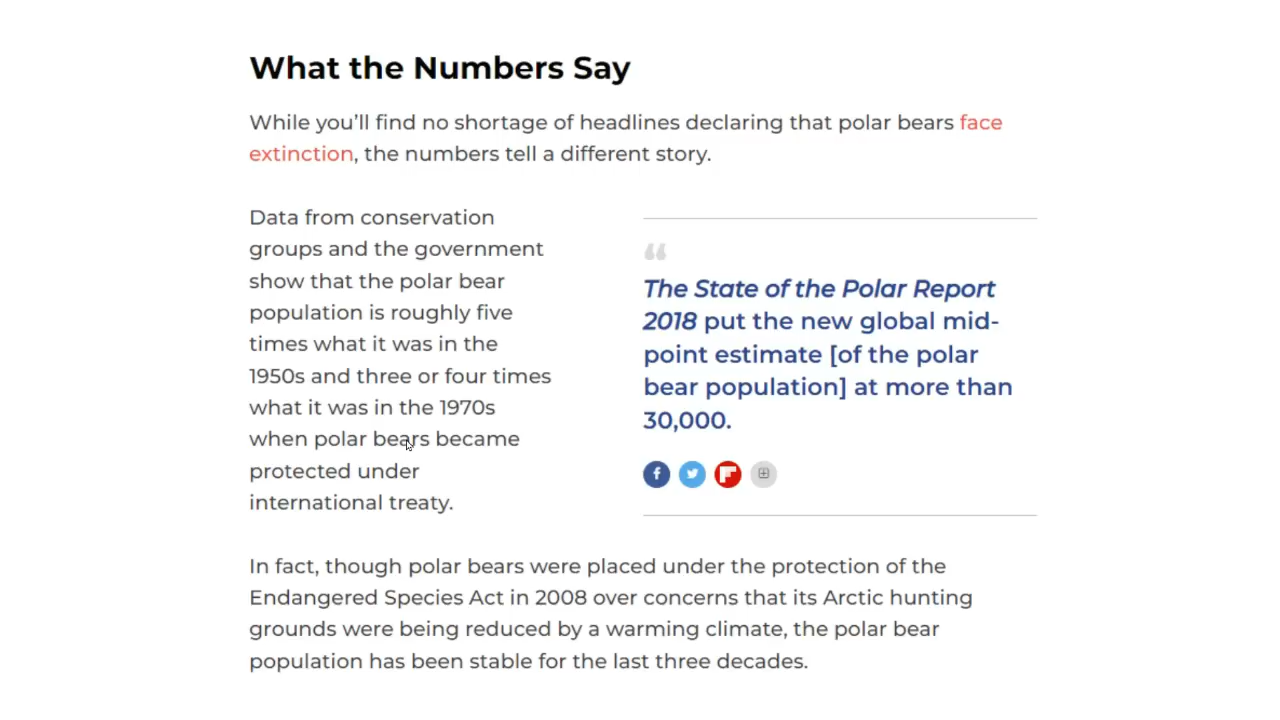 What the Numbers Say
While you’ll find no shortage of headlines declaring that polar bears face
extinction, the numbers tell a different story.
Data from conservation
groups and the government
show that the polar bear
population is roughly five
times what it was in the
1950s and three or four times
what it was in the 1970s
when polar bears became
protected under
international treaty.
“
The State of the Polar Report
2018 put the new global mid-
point estimate [of the polar
bear population] at more than
30,000.
In fact, though polar bears were placed under the protection of the
Endangered Species Act in 2008 over concerns that its Arctic hunting
grounds were being reduced by a warming climate, the polar bear
population has been stable for the last three decades.